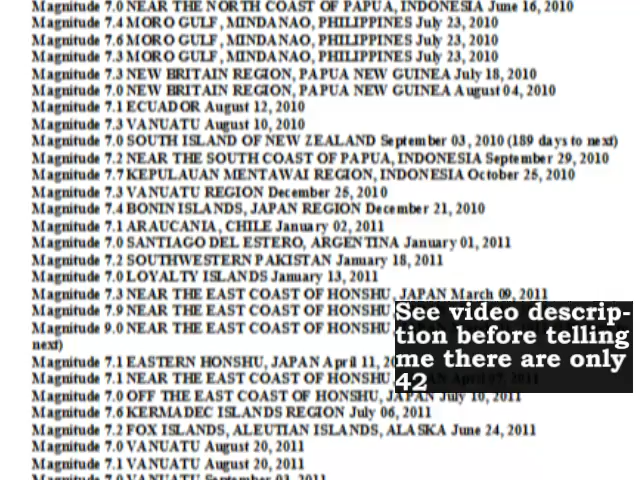 Magnitude 7.0 NEAR THE NORTH COAST OF PAPUA, INDONESIA June 16, 2010
Magnitude 7.4 MORO GULF, MINDANAO, PHILIPPINES July 23, 2010
Magnitude 7.6 MORO GULF, MINDANAO, PHILIPPINES July 23, 2010
Magnitude 7.3 MORO GULF, MINDANAO, PHILIPPINES July 23, 2010
Magnitude 7.3 NEW BRITAIN REGION, PAPUA NEW GUINEA July 18, 2010
Magnitude 7.0 NEW BRITAIN REGION, PAPUA NEW GUINEA August 04, 2010
Magnitude 7.1 ECUADOR August 12, 2010
Magnitude 7.3 VANUATU August 10, 2010
Magnitude 7.0 SOUTH ISLAND OF NEW ZEALAND September 03, 2010 (189 days to next)
Magnitude 7.2 NEAR THE SOUTH COAST OF PAPUA, INDONESIA September 29, 2010
Magnitude 7.7 KEPULAUAN MENTAWAI REGION, INDONESIA October 25, 2010
Magnitude 7.3 VANUATU REGION December 25, 2010
Magnitude 7.4 BONIN ISLANDS, JAPAN REGION December 21, 2010
Magnitude 7.1 ARAUCANIA, CHILE January 02, 2011
Magnitude 7.0 SANTIAGO DEL ESTERO, ARGENTINA January 01, 2011
Magnitude 7.2 SOUTHWESTERN PAKISTAN January 18, 2011
Magnitude 7.0 LOYALTY ISLANDS January 13, 2011
Magnitude 7.3 NEAR THE EAST COAST OF HONSHU, JAPAN March 09, 2011
Magnitude 7.9 NEAR THE EAST COAST OF HONSHU,
Magnitude 9.0 NEAR THE EAST COAST OF HONSHU,
next)
Magnitude 7.1 EASTERN HONSHU, JAPAN April 11, 20
Magnitude 7.1 NEAR THE EAST COAST OF HONSHU,
Magnitude 7.0 OFF THE EAST COAST OF HONSHU, JAPAN July 10, 2011
Magnitude 7.6 KERMADEC ISLANDS REGION July 06, 2011
Magnitude 7.2 FOX ISLANDS, ALEUTIAN ISLANDS, ALASKA June 24, 2011
Magnitude 7.0 VANUATU August 20, 2011
Magnitude 7.1 VANUATU August 20, 2011
Magnitude 7.0 VANUATU September 03, 2011
See video descrip-
tion before telling
me there are only
42